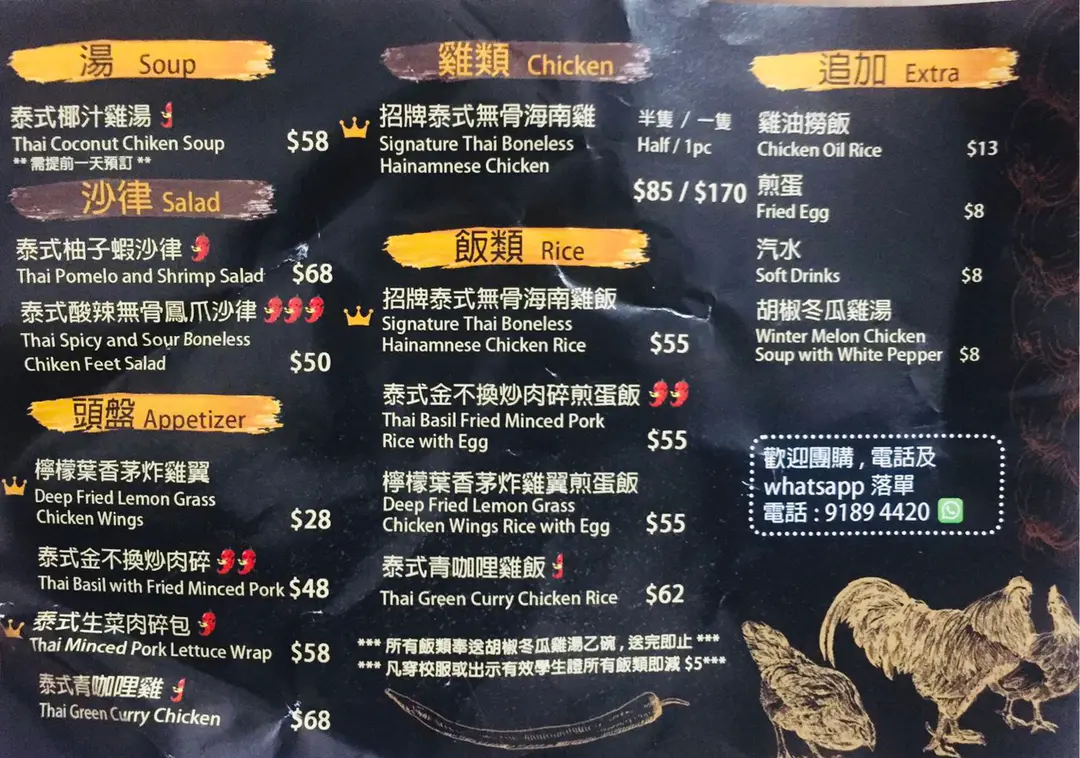 湯 Soup
泰式椰汁雞湯
Thai Coconut Chiken Soup $58
** 需提前一天預訂 **
沙律 Salad
泰式柚子蝦沙律
Thai Pomelo and Shrimp Salad $68
泰式酸辣無骨鳳爪沙律
Thai Spicy and Sour Boneless
Chiken Feet Salad $50
頭盤 Appetizer
檸檬葉香茅炸雞翼
Deep Fried Lemon Grass
Chicken Wings $28
泰式金不換炒肉碎
Thai Basil with Fried Minced Pork $48
泰式生菜肉碎包
Thai Minced Pork Lettuce Wrap $58
泰式青咖哩雞
Thai Green Curry Chicken $68
雞類 Chicken
招牌泰式無骨海南雞 半隻 / 一隻
Signature Thai Boneless Half / 1pc
Hainamnese Chicken
$85 / $170
飯類 Rice
招牌泰式無骨海南雞飯
Signature Thai Boneless
Hainamnese Chicken Rice $55
泰式金不換炒肉碎煎蛋飯
Thai Basil Fried Minced Pork
Rice with Egg $55
檸檬葉香茅炸雞翼煎蛋飯
Deep Fried Lemon Grass
Chicken Wings Rice with Egg $55
泰式青咖哩雞飯
Thai Green Curry Chicken Rice $62
*** 所有飯類奉送胡椒冬瓜雞湯乙碗 , 送完即止 ***
*** 凡穿校服或出示有效學生證所有飯類即減 $5***
追加 Extra
雞油撈飯
Chicken Oil Rice $13
煎蛋
Fried Egg $8
汽水
Soft Drinks $8
胡椒冬瓜雞湯
Winter Melon Chicken
Soup with White Pepper $8
歡迎團購 , 電話及
whatsapp 落單
電話 : 9189 4420